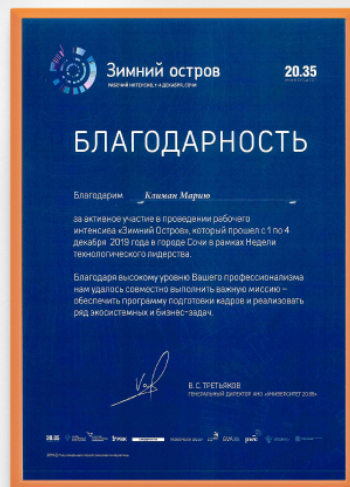 Зимний остров
РАБОЧИЙ ИНТЕНСИВ, 1-4 ДЕКАБРЯ, СОЧИ
20.35
УНИВЕРСИТЕТ
БЛАГОДАРНОСТЬ
Благодарим Климан Марию
за активное участие в проведении рабочего
интенсива «Зимний Остров», который прошел с 1 по 4
декабря 2019 года в городе Сочи в рамках Недели
технологического лидерства.
Благодаря высокому уровню Вашего профессионализма
нам удалось совместно выполнить важную миссию –
обеспечить программу подготовки кадров и реализовать
ряд экосистемных и бизнес-задач.
В.С. ТРЕТЬЯКОВ
ГЕНЕРАЛЬНЫЙ ДИРЕКТОР АНО «УНИВЕРСИТЕТ 20.35»
20.35 pwc